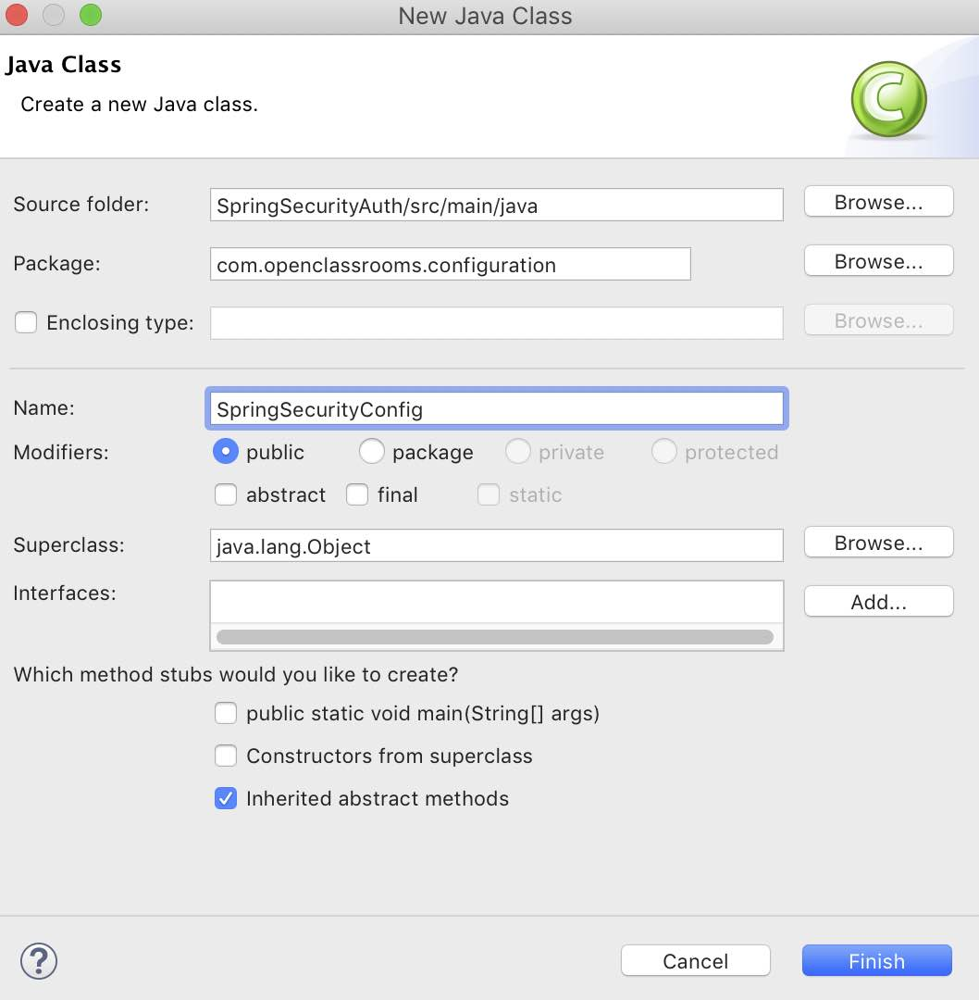 New Java Class
Java Class
Create a new Java class.
Source folder: SpringSecurityAuth/src/main/java Browse...
Package: com.openclassrooms.configuration Browse...
Enclosing type: Browse...
Name: SpringSecurityConfig
Modifiers: public package private protected
abstract final static
Superclass: java.lang.Object Browse...
Interfaces: Add...
Which method stubs would you like to create?
public static void main(String[] args)
Constructors from superclass
Inherited abstract methods
? Cancel Finish